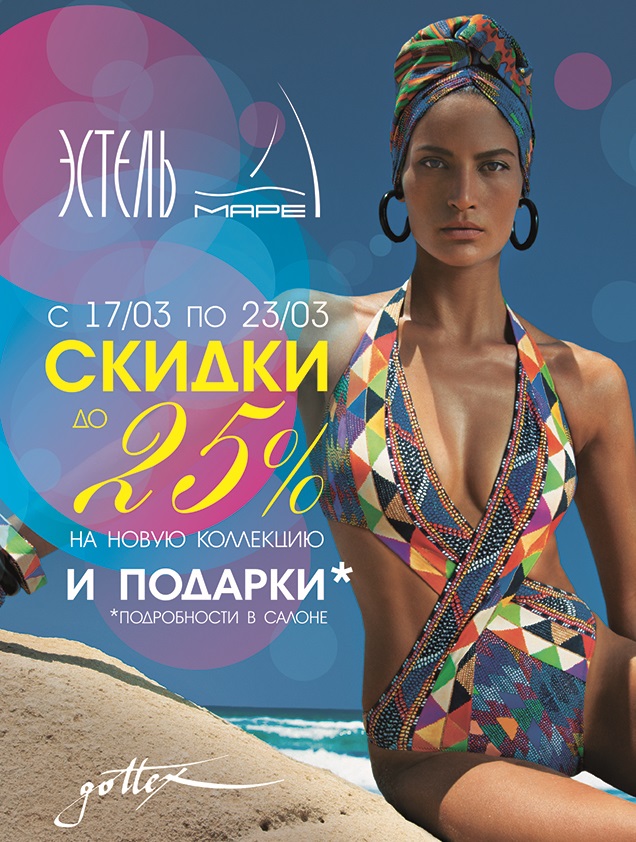 ЭСТЕЛЬ
МАРЕ
С 17/03 ПО 23/03
СКИДКИ
ДО 25%
НА НОВУЮ КОЛЛЕКЦИЮ
И ПОДАРКИ*
*ПОДРОБНОСТИ В САЛОНЕ
gottex